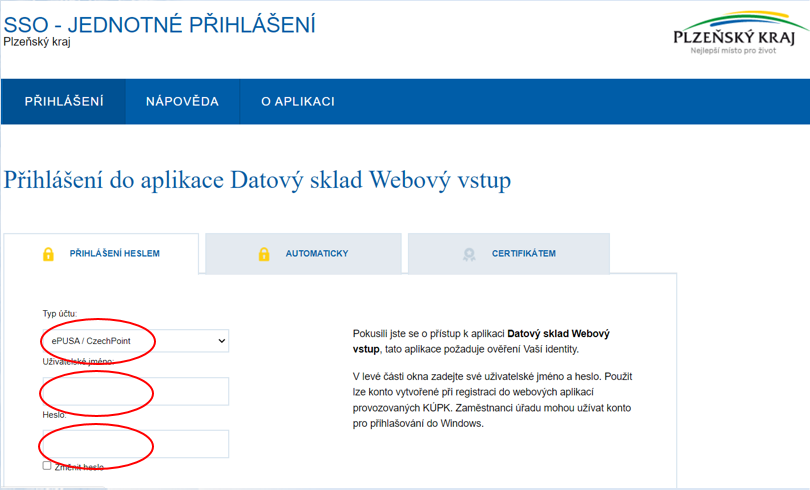 SSO - JEDNOTNÉ PŘIHLÁŠENÍ
Plzeňský kraj
PLZEŇSKÝ KRAJ
Nejlepší místo pro život
PŘIHLÁŠENÍ NÁPOVĚDA O APLIKACI
Přihlášení do aplikace Datový sklad Webový vstup
PŘIHLÁŠENÍ HESLEM AUTOMATICKY CERTIFIKÁTEM
Typ účtu:
ePUSA / CzechPoint
Uživatelské jméno:
Heslo:
Změnit heslo
Pokusili jste se o přístup k aplikaci Datový sklad Webový
vstup, tato aplikace požaduje ověření Vaší identity.
V levé části okna zadejte své uživatelské jméno a heslo. Použít
lze konto vytvořené při registraci do webových aplikací
provozovaných KÚPK. Zaměstnanci úřadu mohou užívat konto
pro přihlašování do Windows.